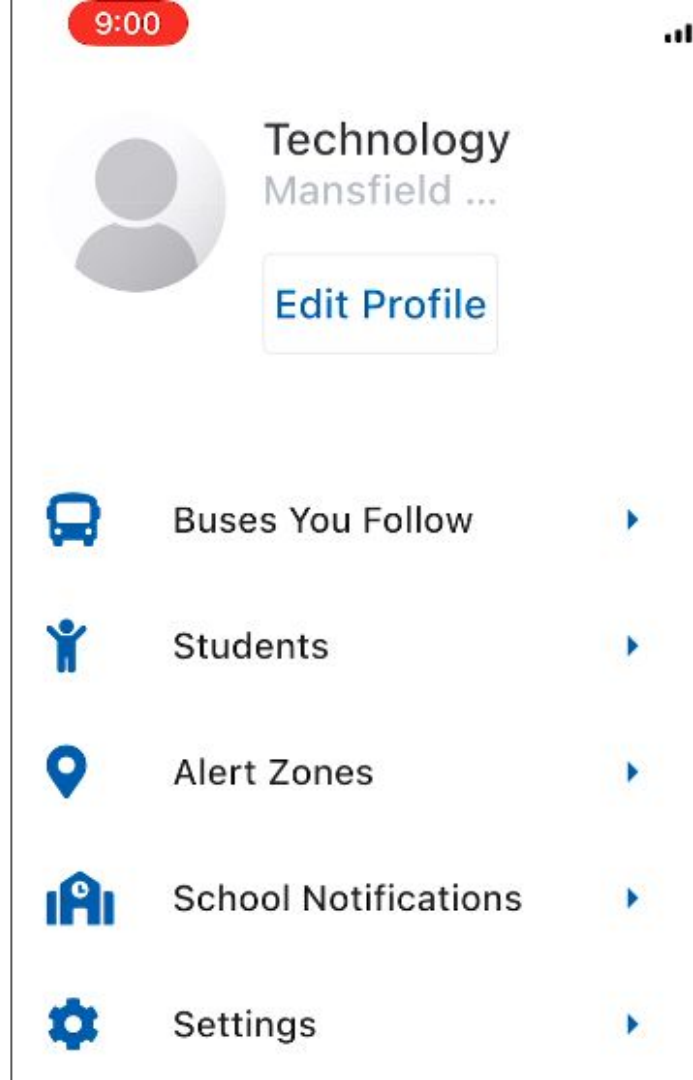 9:00
Technology
Mansfield ...
Edit Profile
Buses You Follow
Students
Alert Zones
School Notifications
Settings